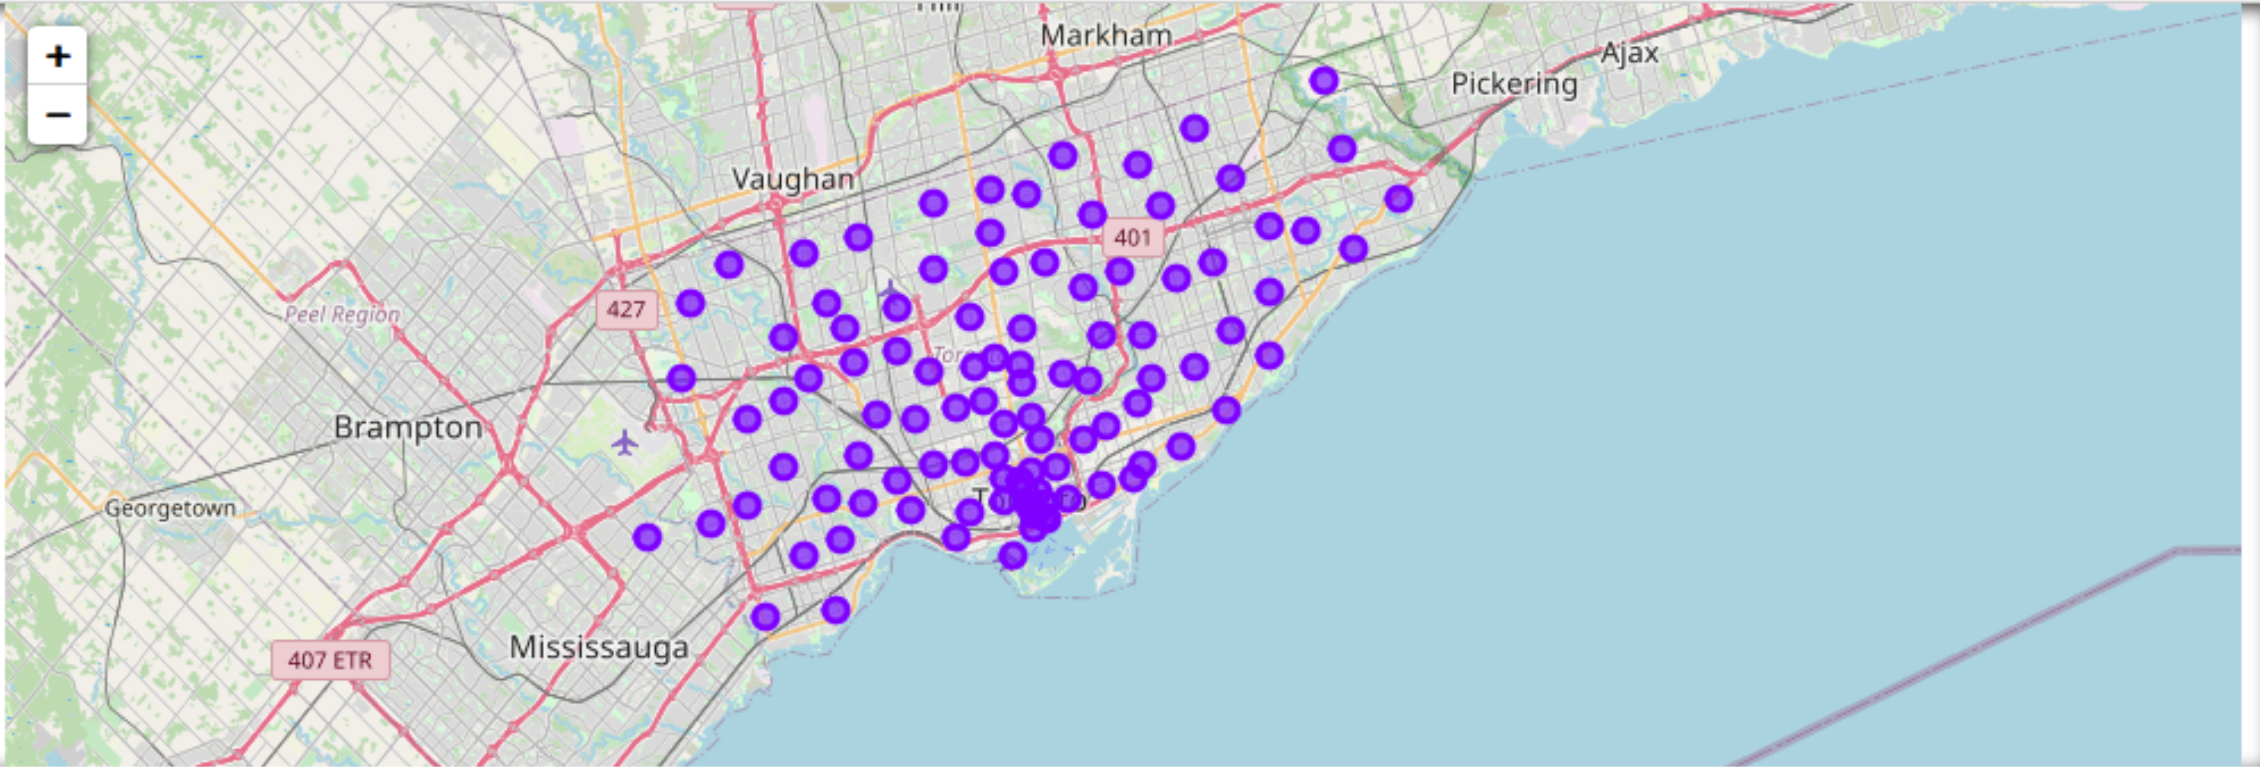 +
Markham
Ajax
Pickering
−
Vaughan
401
427
Peel Region
Brampton
Georgetown
Mississauga
407 ETR